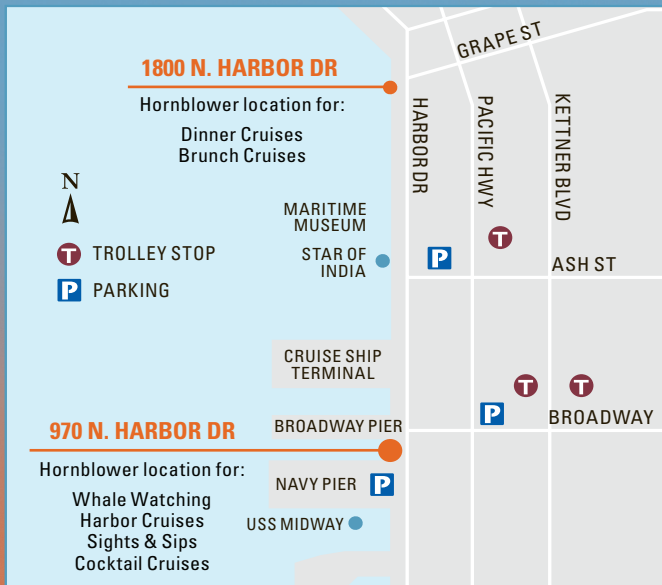 GRAPE ST
1800 N. HARBOR DR
Hornblower location for:
Dinner Cruises
Brunch Cruises
HARBOR DR
PACIFIC HWY
KETTNER BLVD
N
MARITIME
MUSEUM
STAR OF
INDIA
T TROLLEY STOP
P PARKING
T
P
ASH ST
CRUISE SHIP
TERMINAL
T
T
P
BROADWAY
BROADWAY PIER
970 N. HARBOR DR
Hornblower location for:
Whale Watching
Harbor Cruises
Sights & Sips
Cocktail Cruises
NAVY PIER P
USS MIDWAY